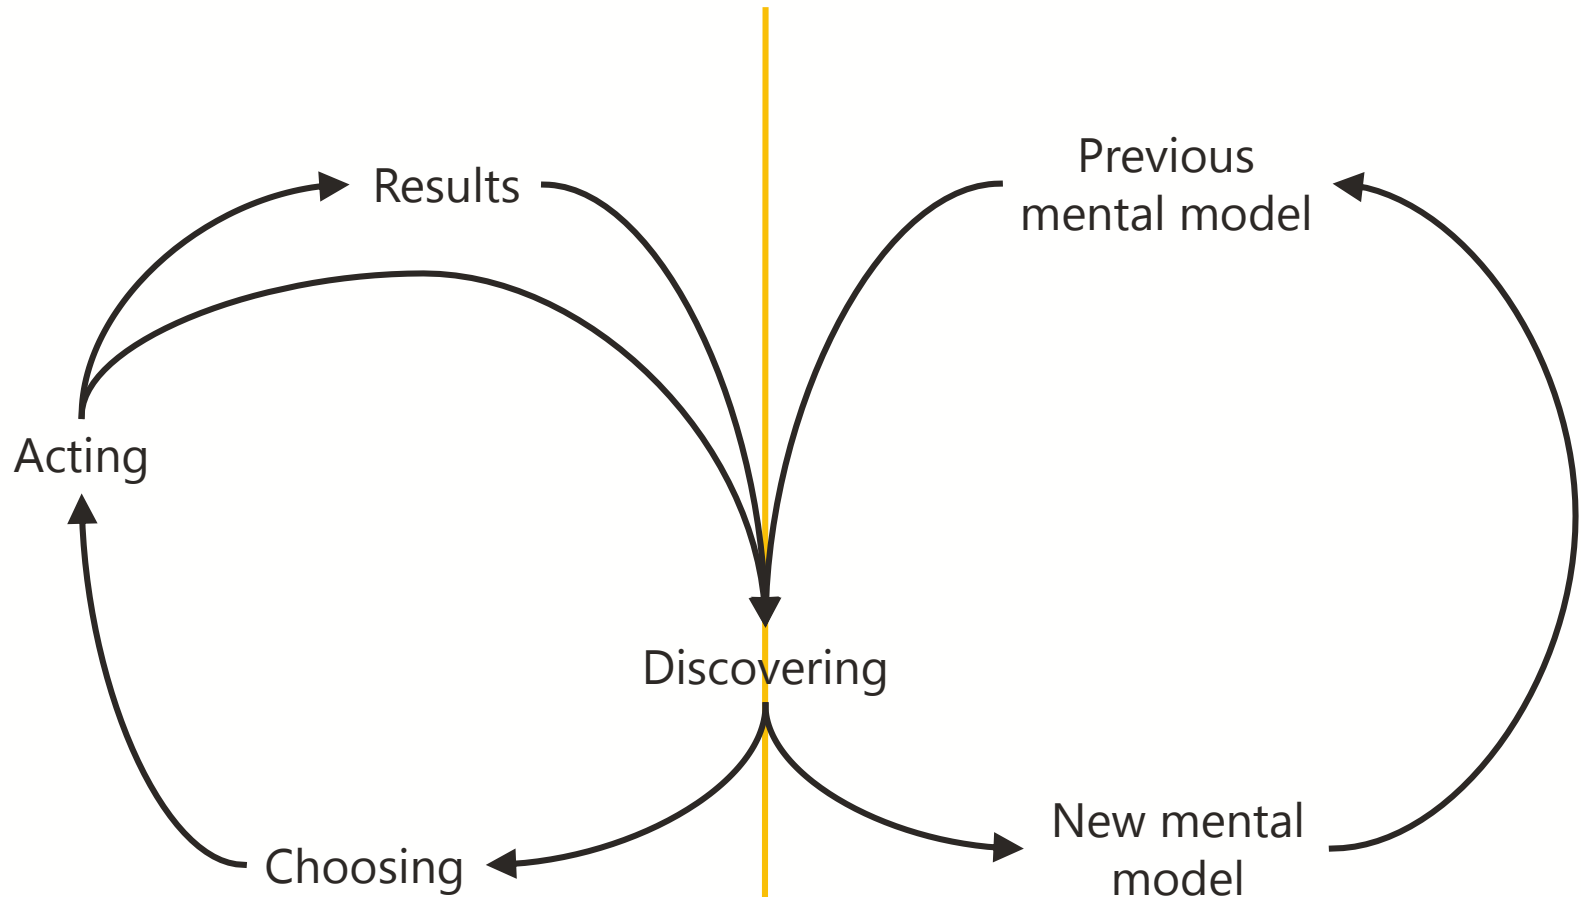 Results
Previous
mental model
Acting
Discovering
Choosing
New mental
model